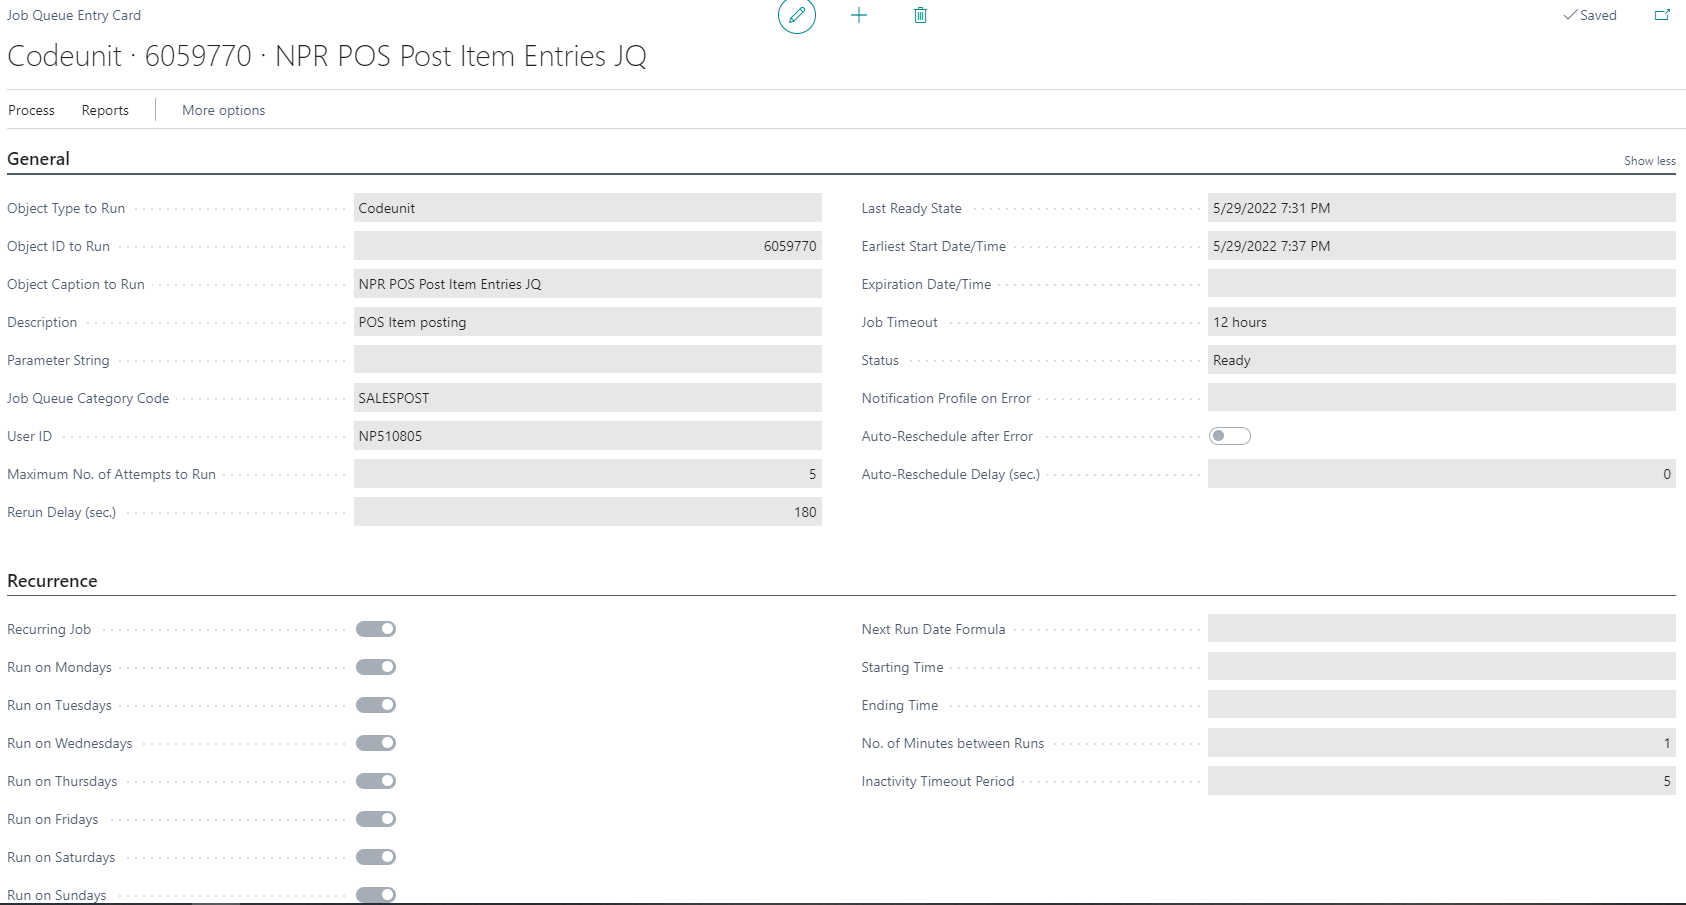 Job Queue Entry Card
Saved
Codeunit · 6059770 · NPR POS Post Item Entries JQ
Process Reports More options
General
Show less
Object Type to Run Codeunit
Object ID to Run 6059770
Object Caption to Run NPR POS Post Item Entries JQ
Description POS Item posting
Parameter String
Job Queue Category Code SALESPOST
User ID NP510805
Maximum No. of Attempts to Run 5
Rerun Delay (sec.) 180
Last Ready State 5/29/2022 7:31 PM
Earliest Start Date/Time 5/29/2022 7:37 PM
Expiration Date/Time
Job Timeout 12 hours
Status Ready
Notification Profile on Error
Auto-Reschedule after Error
Auto-Reschedule Delay (sec.) 0
Recurrence
Recurring Job
Run on Mondays
Run on Tuesdays
Run on Wednesdays
Run on Thursdays
Run on Fridays
Run on Saturdays
Run on Sundays
Next Run Date Formula
Starting Time
Ending Time
No. of Minutes between Runs 1
Inactivity Timeout Period 5